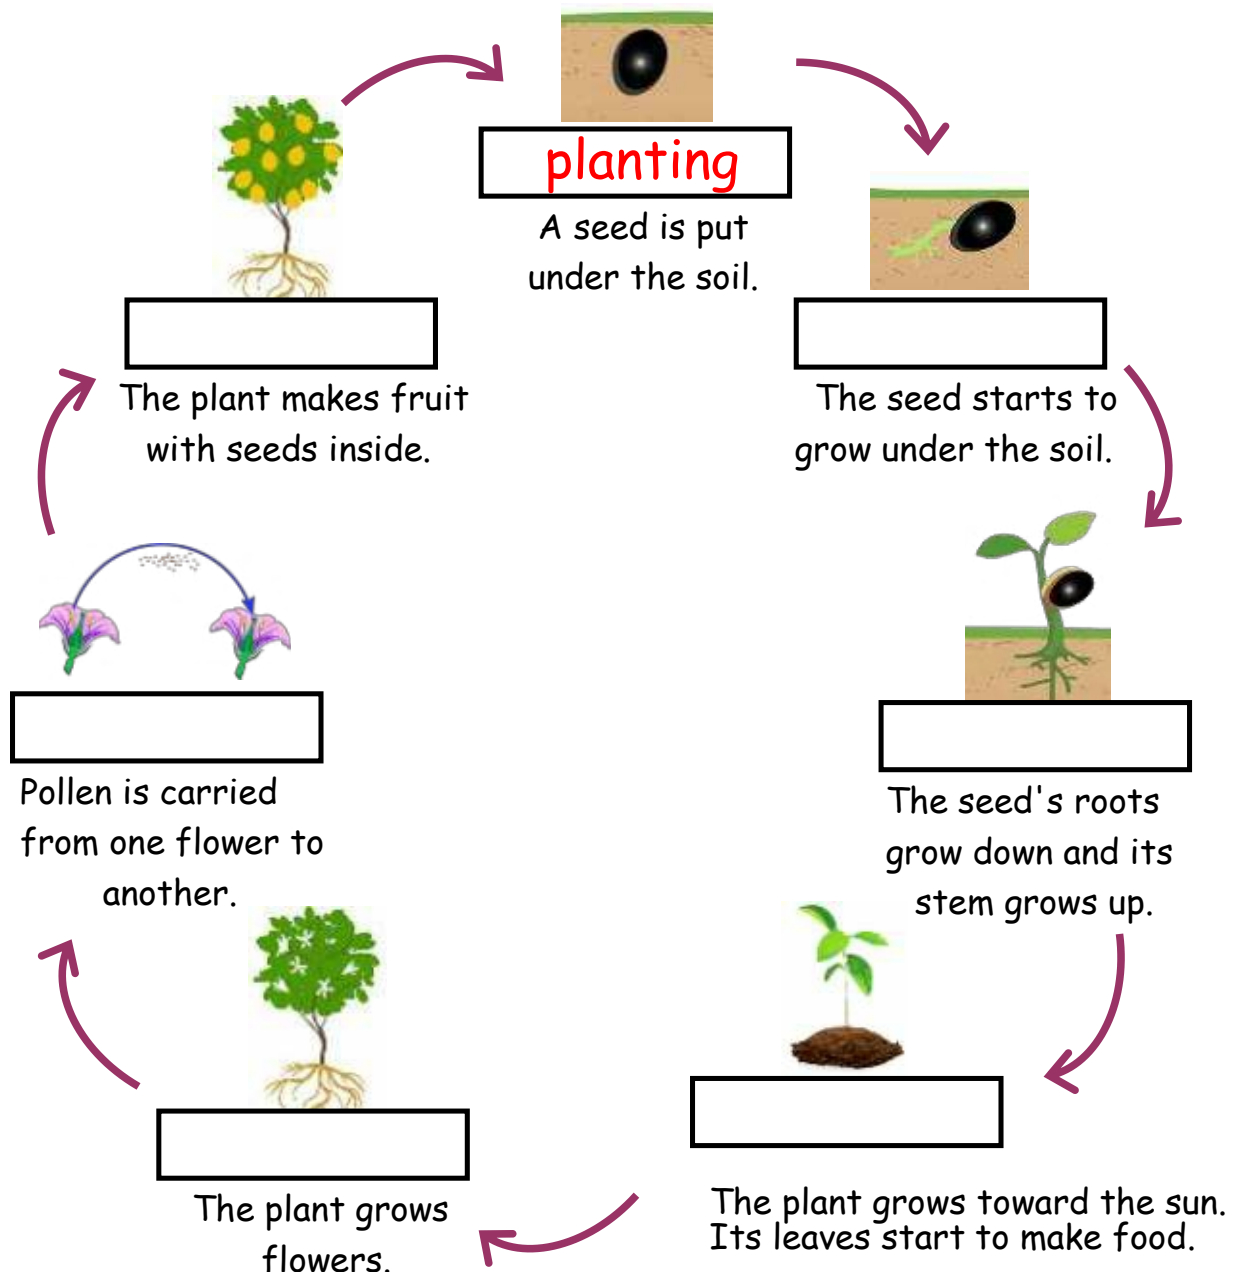 planting
A seed is put
under the soil.
The seed starts to
grow under the soil.
The seed's roots
grow down and its
stem grows up.
The plant grows toward the sun.
Its leaves start to make food.
The plant grows
flowers.
Pollen is carried
from one flower to
another.
The plant makes fruit
with seeds inside.